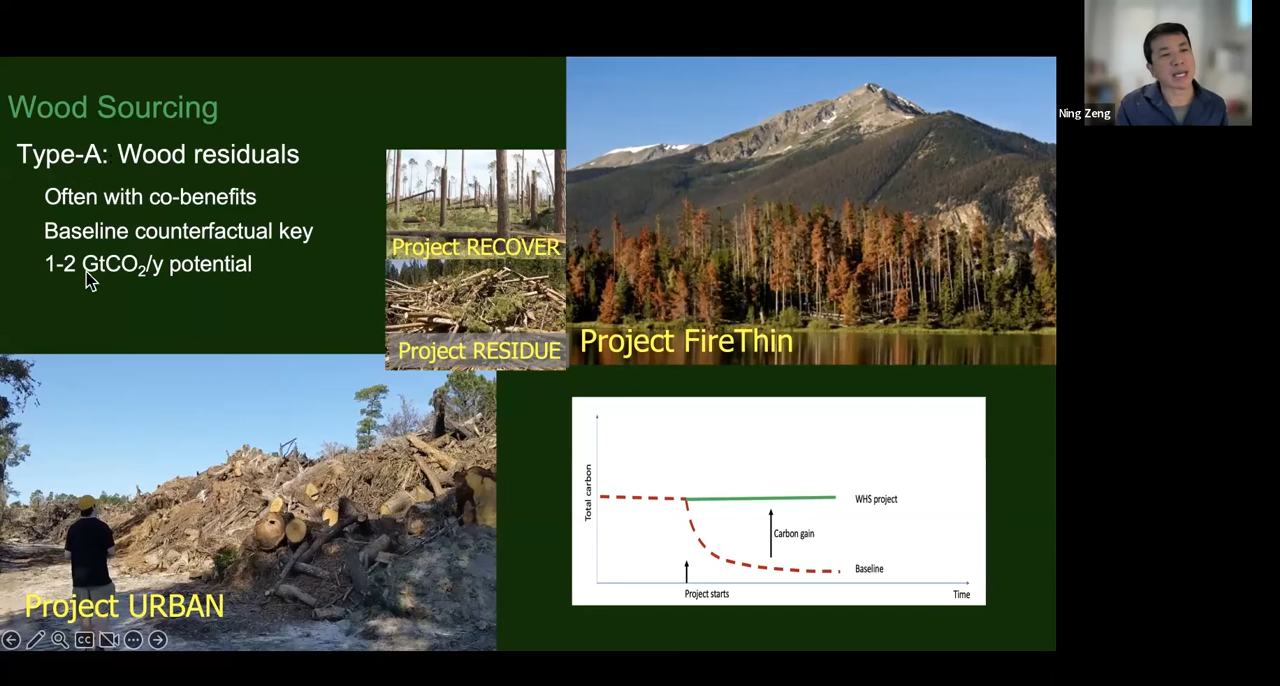 Wood Sourcing
Type-A: Wood residuals
Often with co-benefits
Baseline counterfactual key
1-2 GtCO₂/y potential
Project RECOVER
Project RESIDUE
Project FireThin
Project URBAN
Total carbon
WHS project
Carbon gain
Baseline
Project starts
Time
CC
Ning Zeng